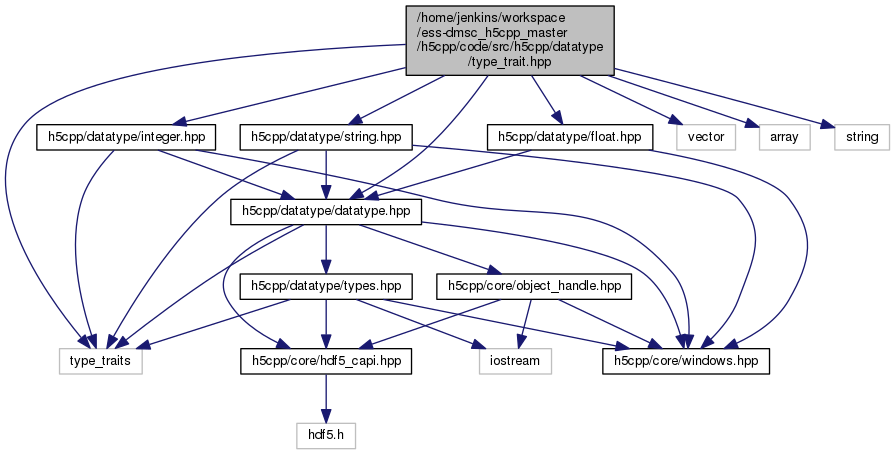 /home/jenkins/workspace
/ess-dmsc_h5cpp_master
/h5cpp/code/src/h5cpp/datatype
/type_trait.hpp
h5cpp/datatype/integer.hpp
h5cpp/datatype/string.hpp
h5cpp/datatype/float.hpp
vector
array
string
h5cpp/datatype/datatype.hpp
h5cpp/datatype/types.hpp
h5cpp/core/object_handle.hpp
type_traits
h5cpp/core/hdf5_capi.hpp
iostream
h5cpp/core/windows.hpp
hdf5.h